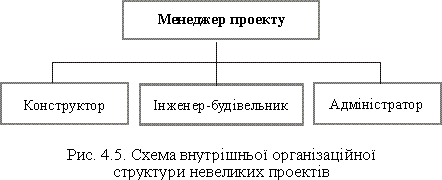 Менеджер проекту
Конструктор
Інженер-будівельник
Адміністратор
Рис. 4.5. Схема внутрішньої організаційної
структури невеликих проектів